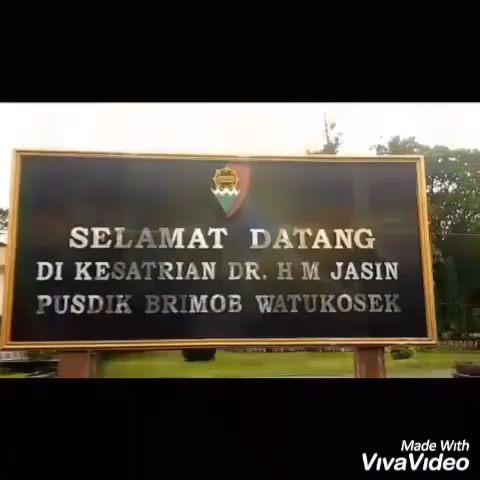 SELAMAT DATANG
DI KESATRIAN DR. H M JASIN
PUSDIK BRIMOB WATUKOSEK
Made With
VivaVideo